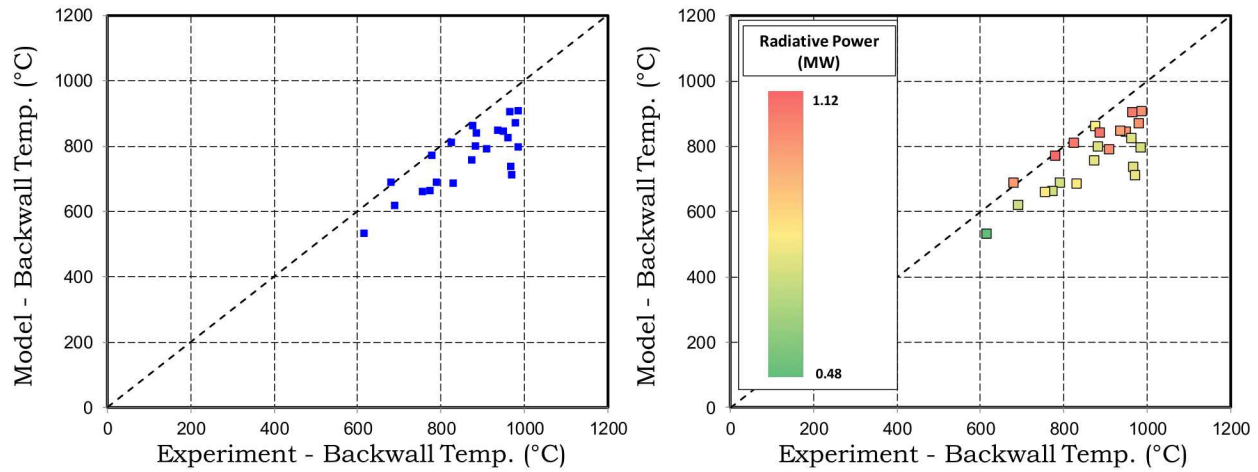 Model - Backwall Temp. (°C)
1200
1000
800
600
400
200
0
0 200 400 600 800 1000 1200
Experiment - Backwall Temp. (°C)
Model - Backwall Temp. (°C)
1200
1000
800
600
400
200
0
Radiative Power
(MW)
1.12
0.48
0 200 400 600 800 1000 1200
Experiment - Backwall Temp. (°C)